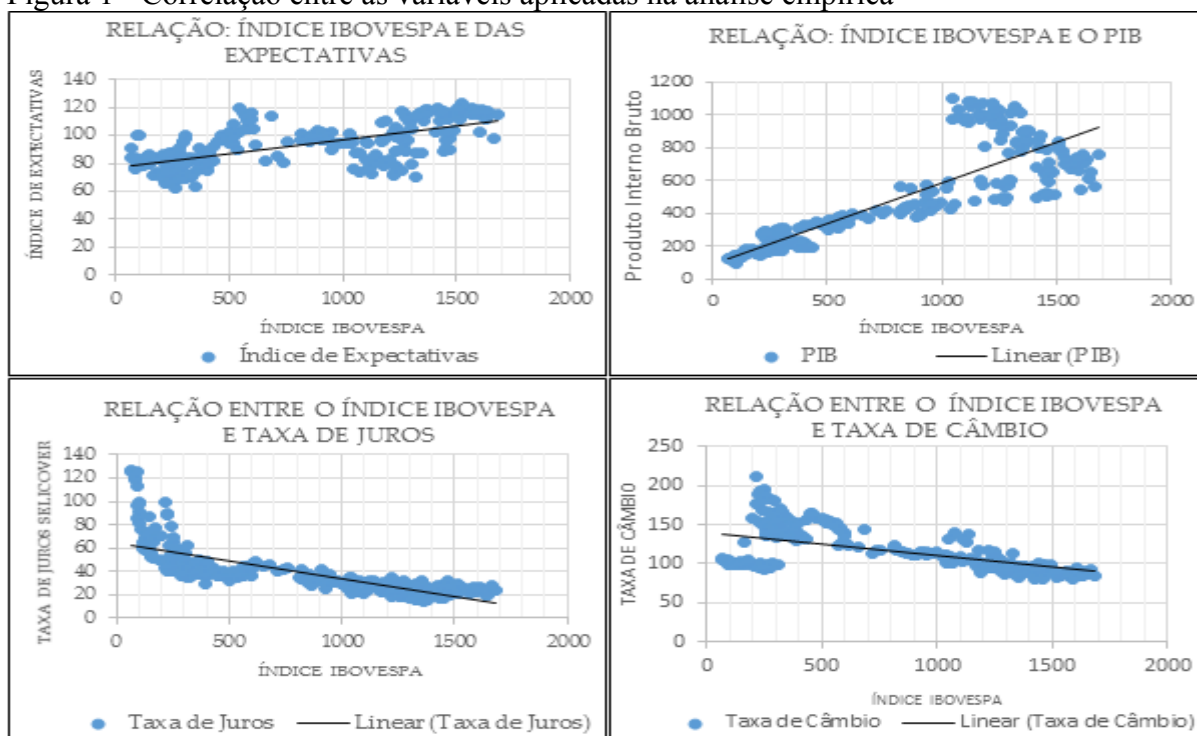 Figura 1 - Correlação entre as variáveis aplicadas na análise empírica
RELAÇÃO: ÍNDICE IBOVESPA E DAS
EXPECTATIVAS
ÍNDICE DE EXPECTATIVAS
140
120
100
80
60
40
20
0
0 500 1000 1500 2000
ÍNDICE IBOVESPA
Índice de Expectativas
RELAÇÃO: ÍNDICE IBOVESPA E O PIB
Produto Interno Bruto
1200
1000
800
600
400
200
0
0 500 1000 1500 2000
ÍNDICE IBOVESPA
PIB Linear (PIB)
RELAÇÃO ENTRE O ÍNDICE IBOVESPA
E TAXA DE JUROS
TAXA DE JUROS SELICOVER
140
120
100
80
60
40
20
0
0 500 1000 1500 2000
ÍNDICE IBOVESPA
Taxa de Juros Linear (Taxa de Juros)
RELAÇÃO ENTRE O ÍNDICE IBOVESPA
E TAXA DE CÂMBIO
TAXA DE CÂMBIO
250
200
150
100
50
0
0 500 1000 1500 2000
ÍNDICE IBOVESPA
Taxa de Câmbio Linear (Taxa de Câmbio)